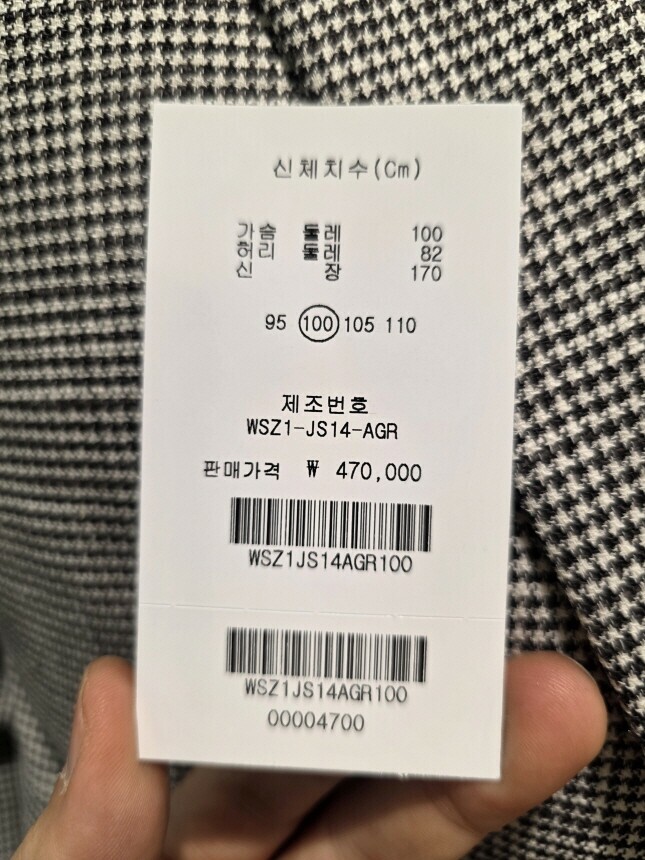 신체치수(Cm)
가슴 둘레 100
허리 둘레 82
신 장 170
95 100 105 110
제조번호
WSZ1-JS14-AGR
판매가격 ₩ 470,000
WSZ1JS14AGR100
WSZ1JS14AGR100
00004700